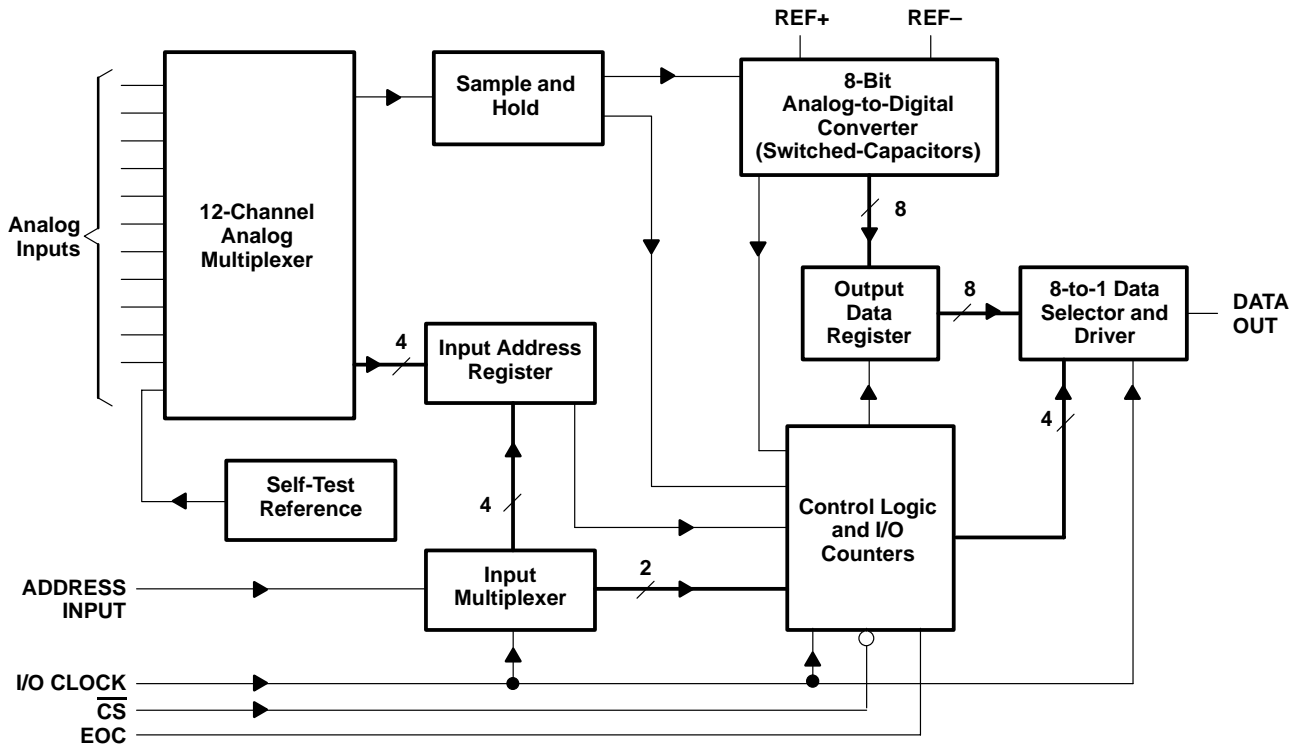 REF+
REF–
Analog
Inputs
12-Channel
Analog
Multiplexer
Sample and
Hold
8-Bit
Analog-to-Digital
Converter
(Switched-Capacitors)
8
Output
Data
Register
8
8-to-1 Data
Selector and
Driver
DATA
OUT
4
Input Address
Register
4
Self-Test
Reference
4
Control Logic
and I/O
Counters
ADDRESS
INPUT
Input
Multiplexer
2
I/O CLOCK
C̅S̅
EOC